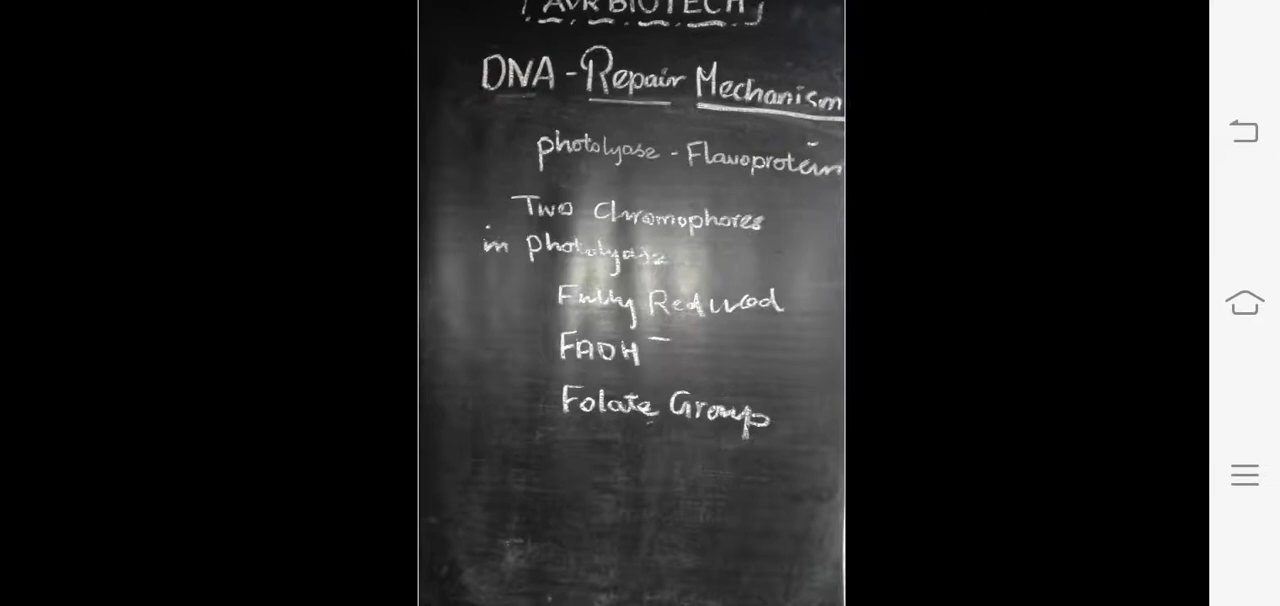 AVR BIOTECH
DNA - Repair Mechanism
photolyase - Flavoprotein
Two Chromophores
in photolyase
Fully Reduced
FADH⁻
Folate Group